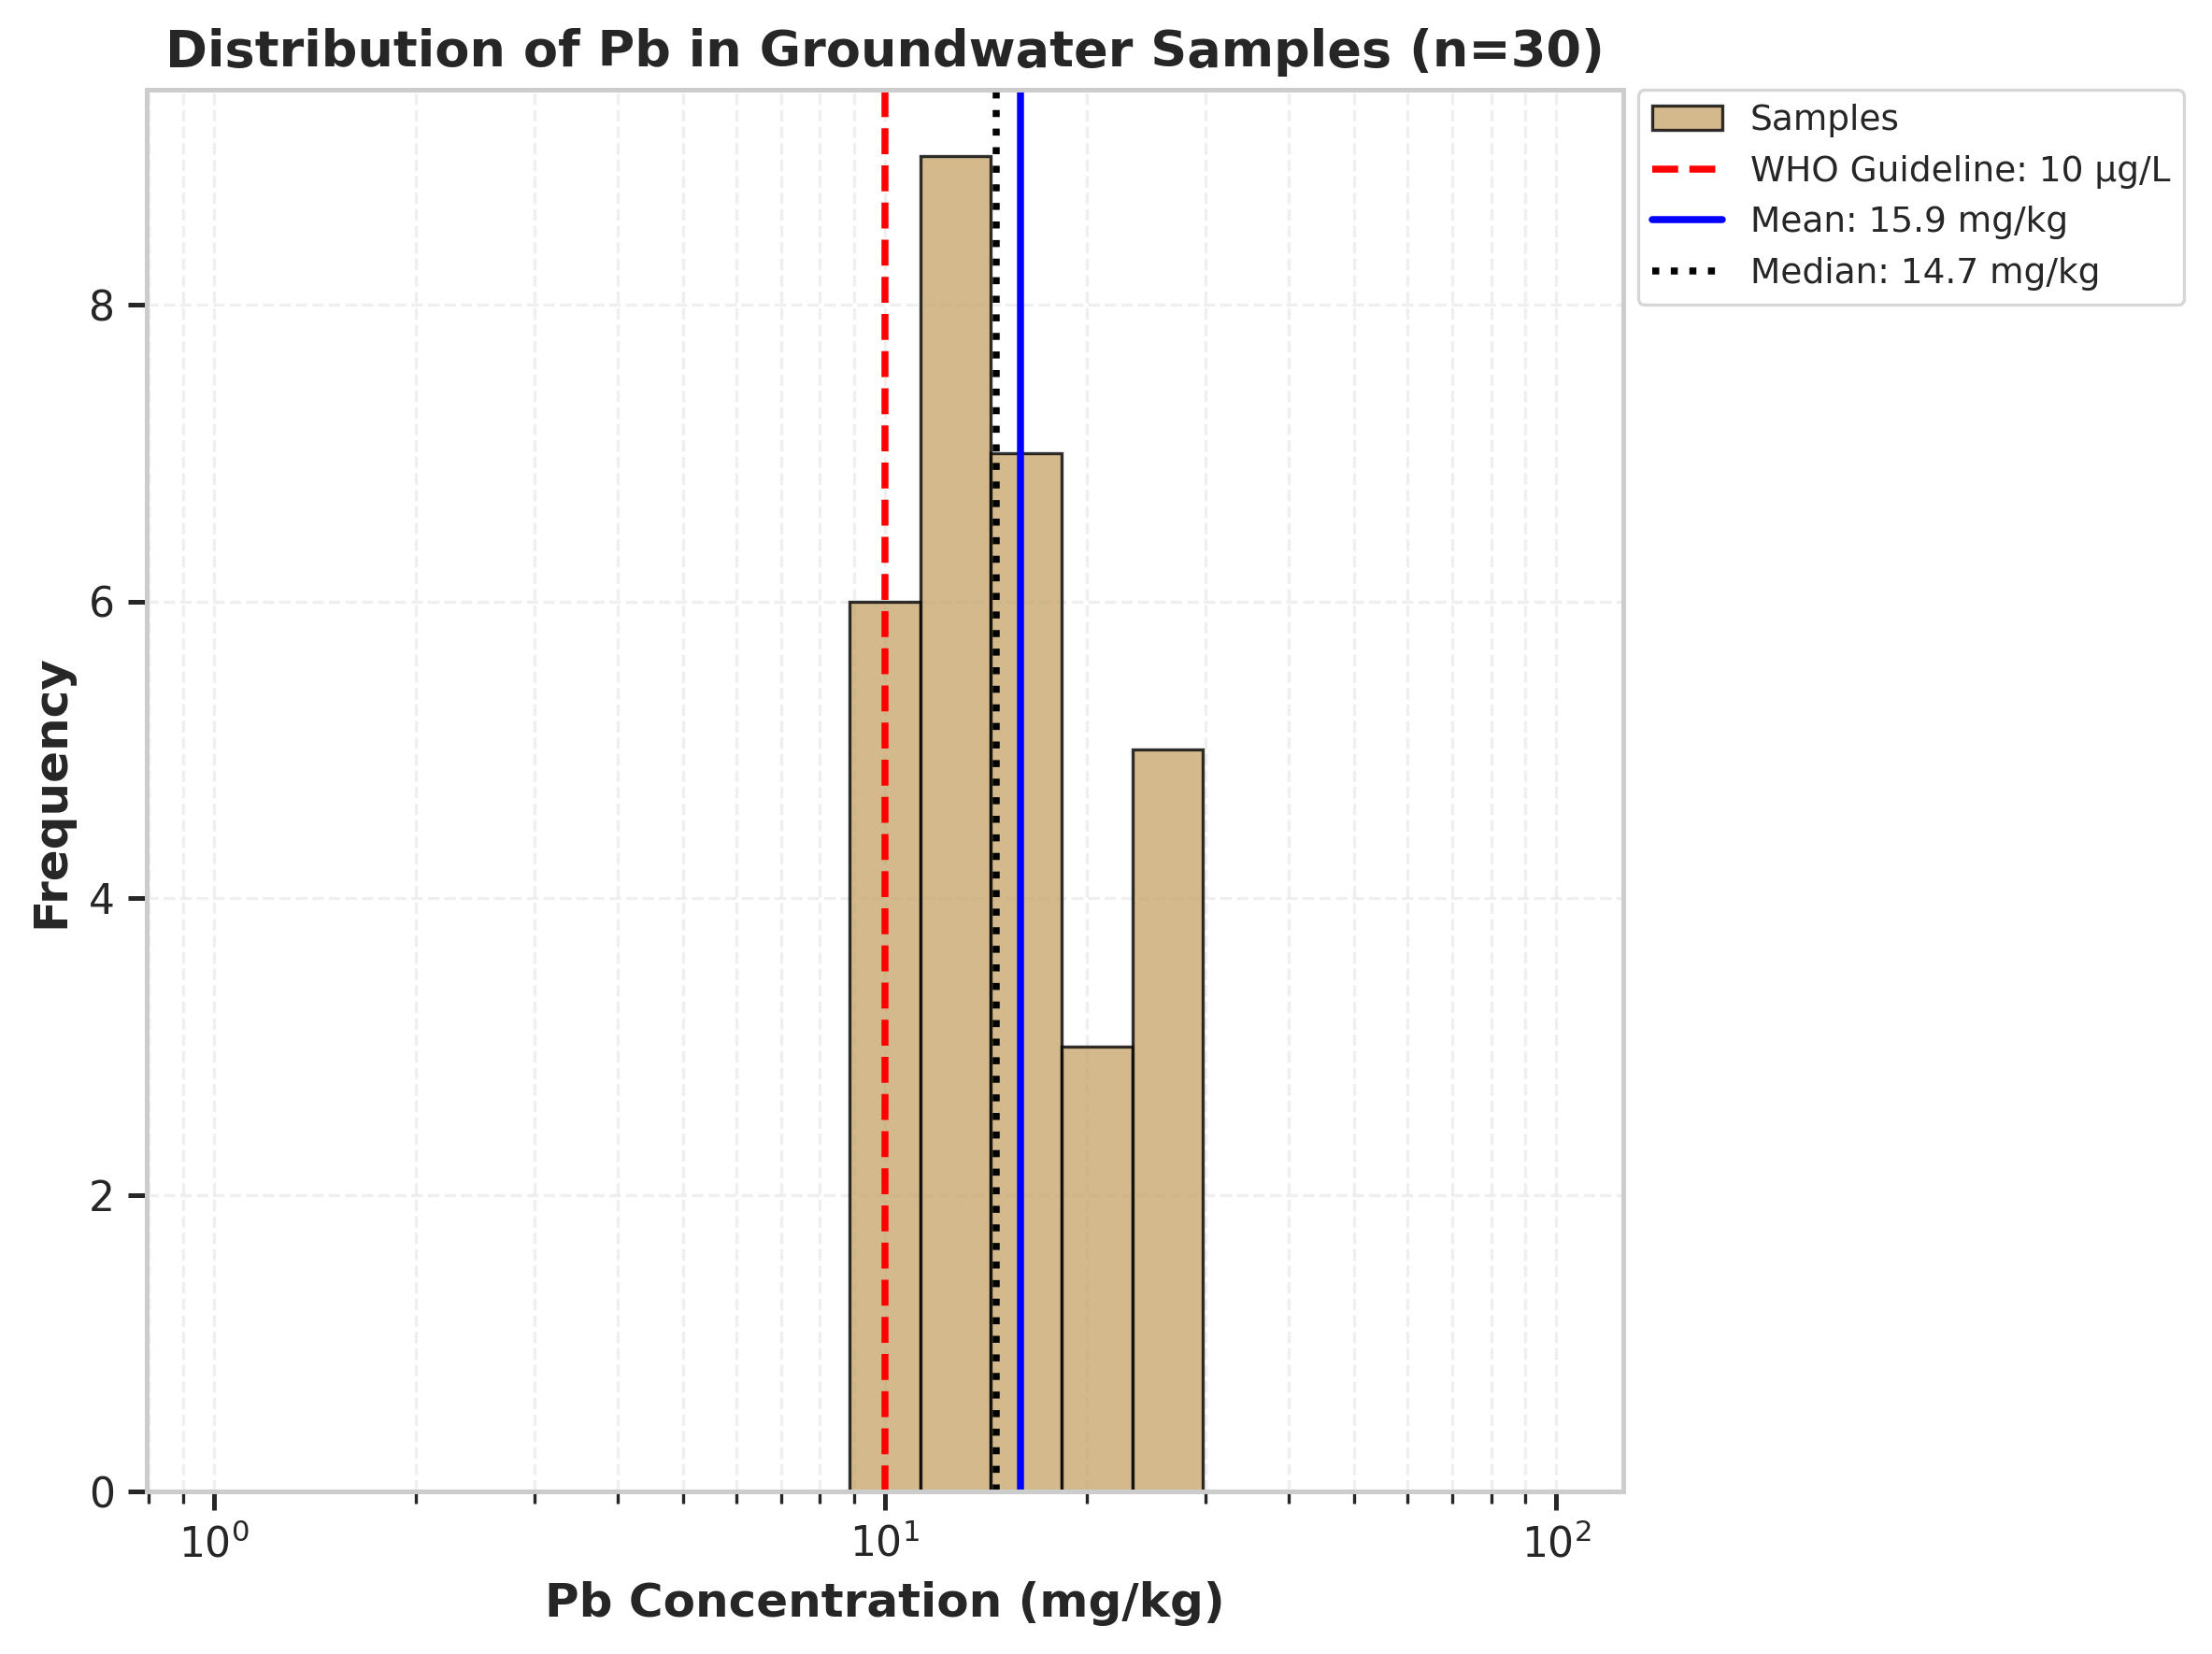 Distribution of Pb in Groundwater Samples (n=30)
Samples
WHO Guideline: 10 µg/L
Mean: 15.9 mg/kg
Median: 14.7 mg/kg
Frequency
8
6
4
2
0
10⁰
10¹
10²
Pb Concentration (mg/kg)